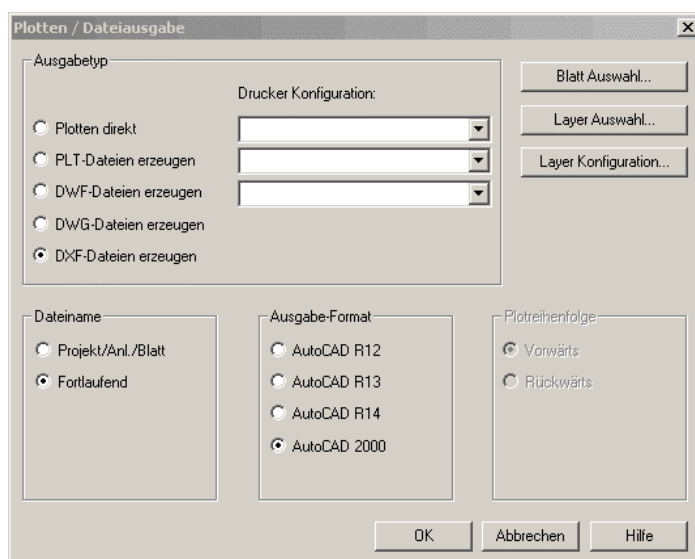 Plotten / Dateiausgabe
Ausgabetyp
Drucker Konfiguration:
Plotten direkt
PLT-Dateien erzeugen
DWF-Dateien erzeugen
DWG-Dateien erzeugen
DXF-Dateien erzeugen
Blatt Auswahl...
Layer Auswahl...
Layer Konfiguration...
Dateiname
Projekt/Anl./Blatt
Fortlaufend
Ausgabe-Format
AutoCAD R12
AutoCAD R13
AutoCAD R14
AutoCAD 2000
Plotreihenfolge
Vorwärts
Rückwärts
OK
Abbrechen
Hilfe